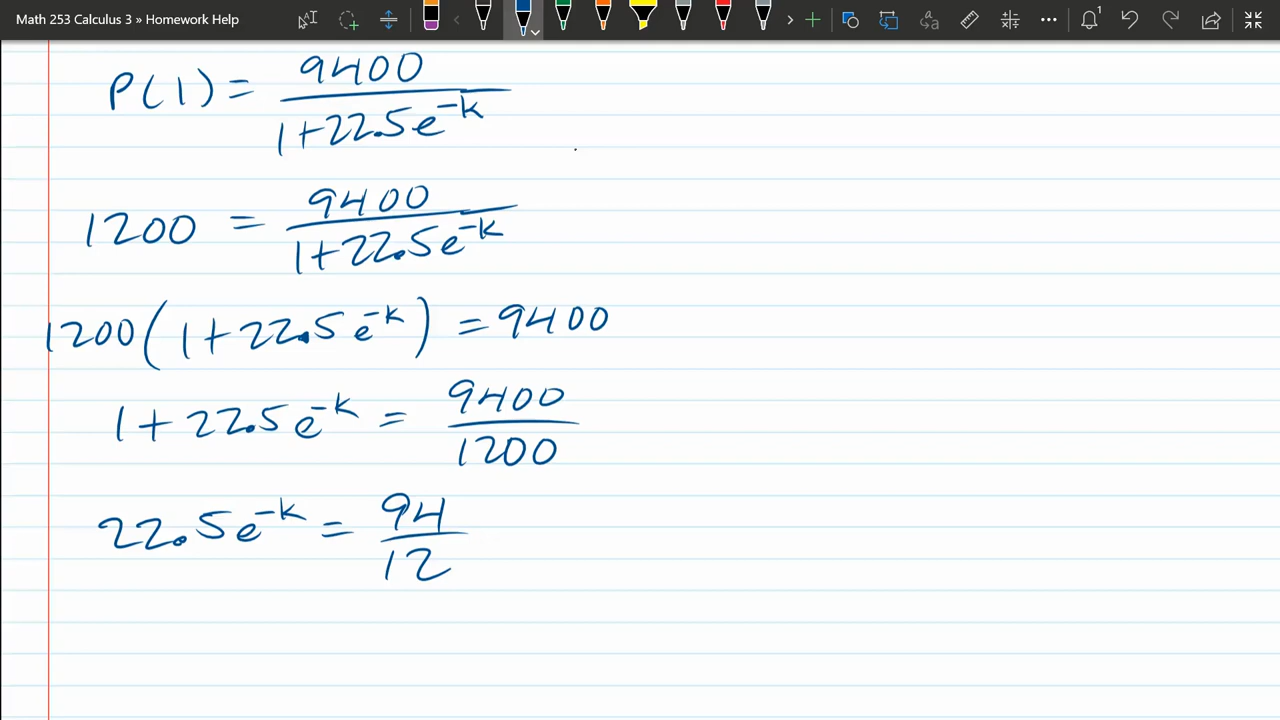 Math 253 Calculus 3 » Homework Help
P(1) = 9400 / (1+22.5e^-k)
1200 = 9400 / (1+22.5e^-k)
1200(1+22.5e^-k) = 9400
1+22.5e^-k = 9400/1200
22.5e^-k = 94/12